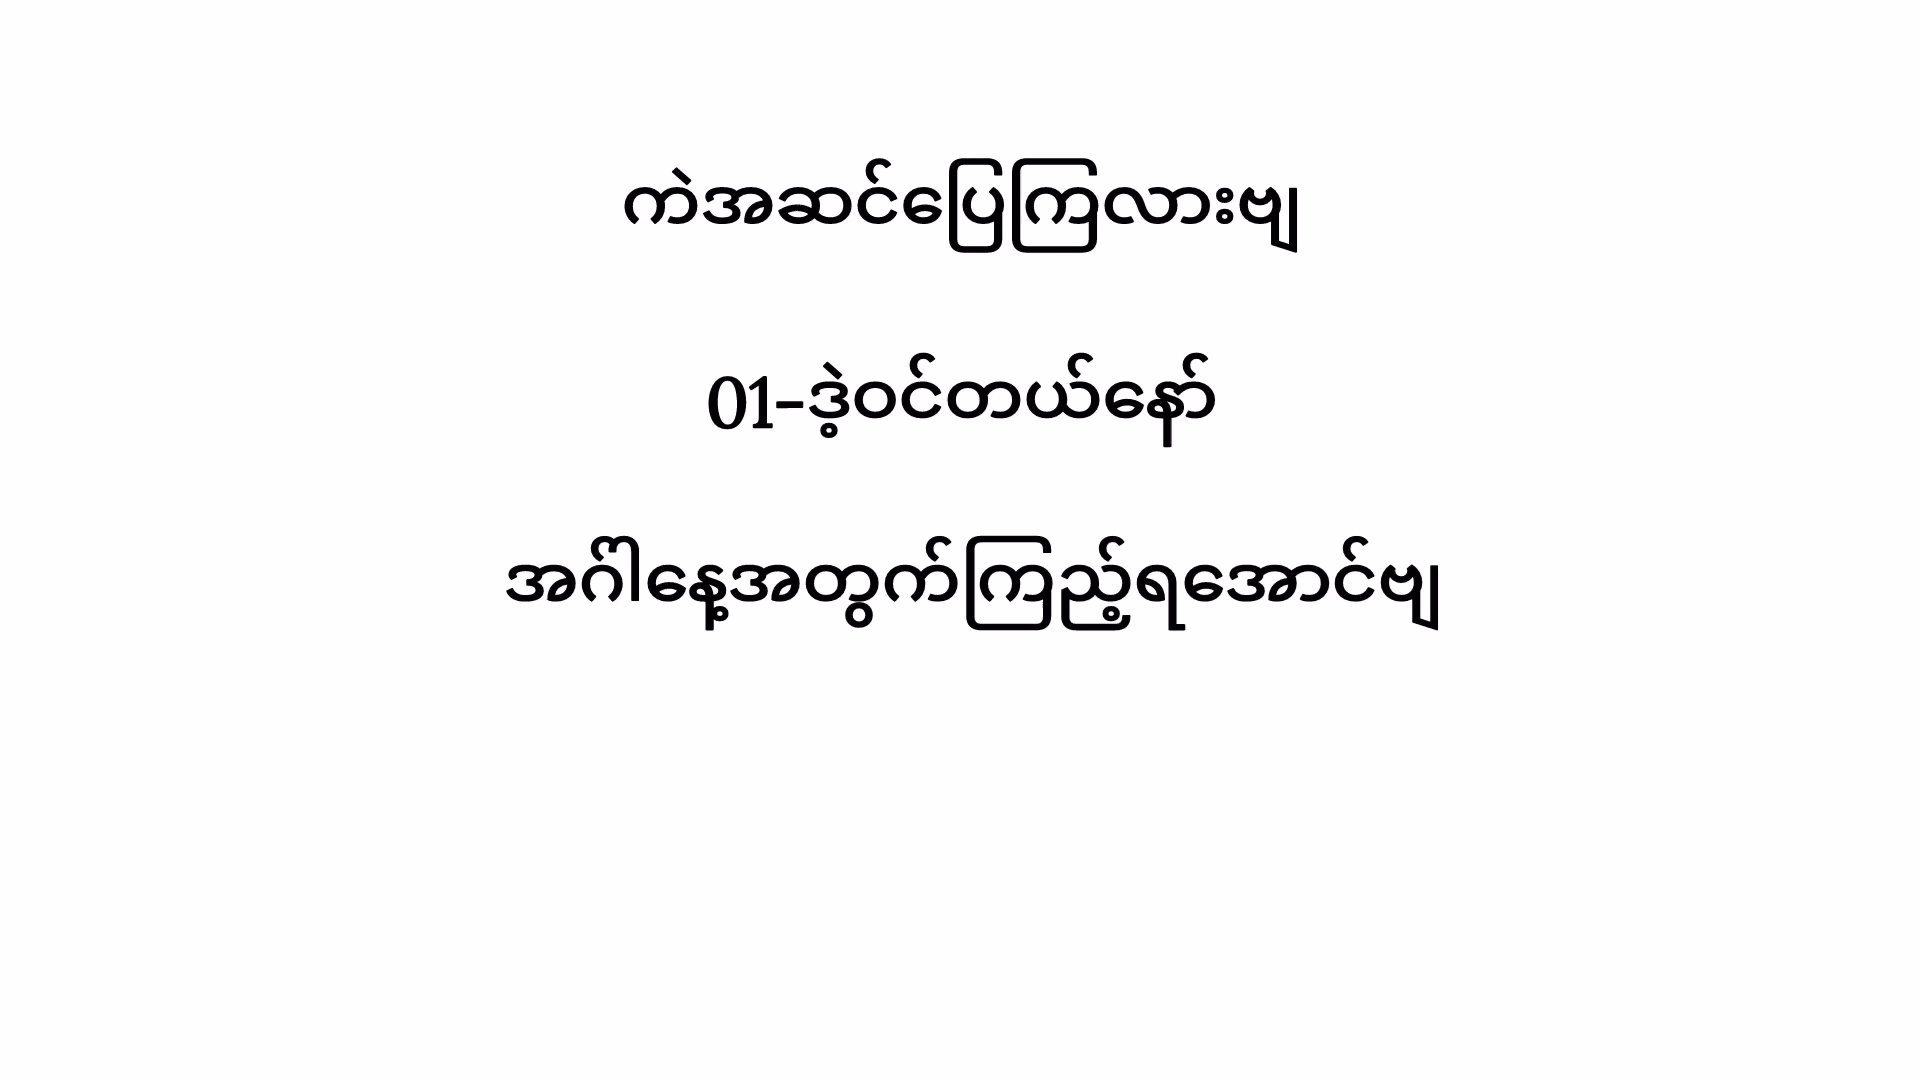 ကဲအဆင်ပြေကြလားဗျ
01-ဒဲ့ဝင်တယ်နော်
အင်္ဂါနေ့အတွက်ကြည့်ရအောင်ဗျ